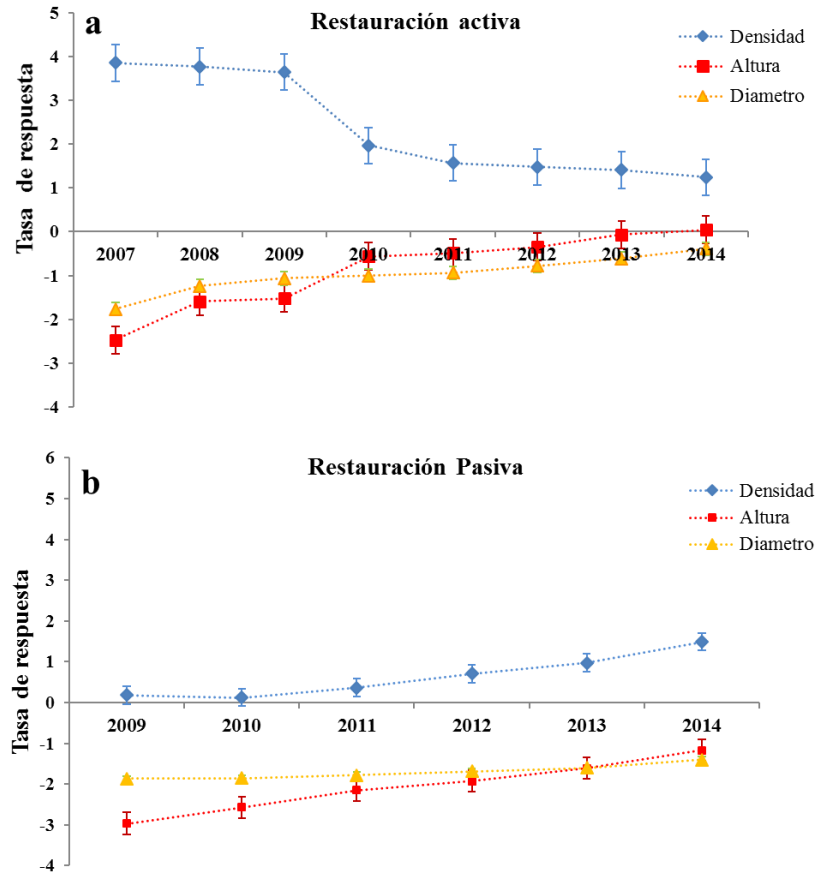 a
Restauración activa
Densidad
Altura
Diametro
Tasa de respuesta
5
4
3
2
1
0
-1
-2
-3
-4
2007 2008 2009 2010 2011 2012 2013 2014
b
Restauración Pasiva
Densidad
Altura
Diametro
Tasa de respuesta
6
5
4
3
2
1
0
-1
-2
-3
-4
2009 2010 2011 2012 2013 2014